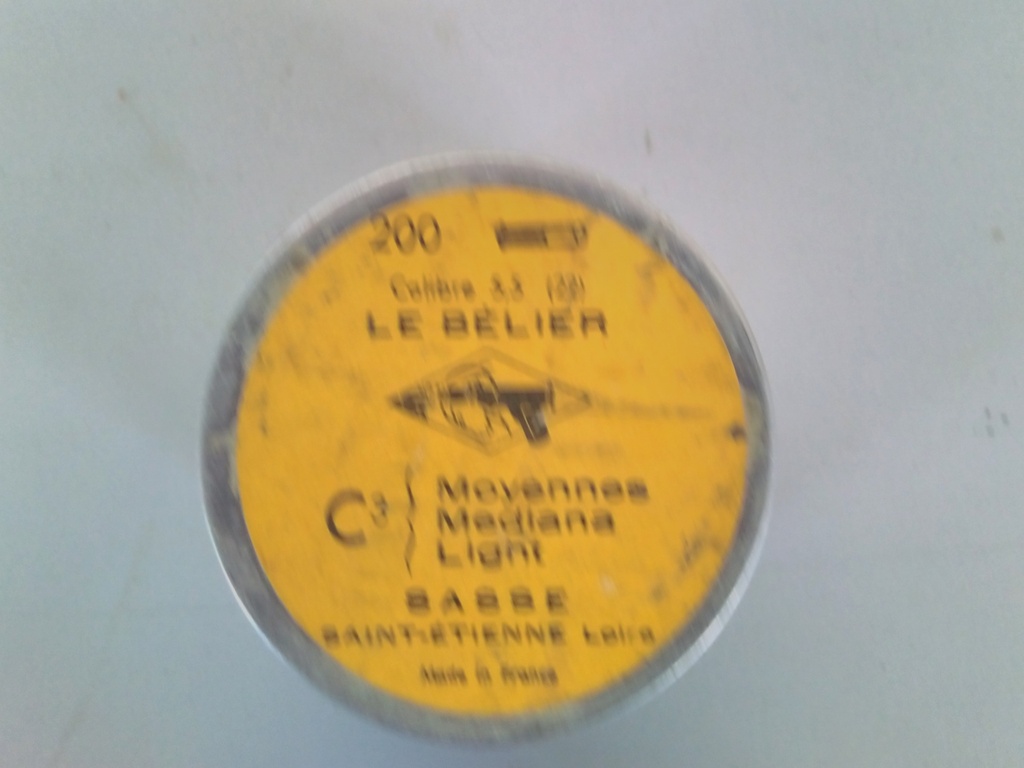 200
Calibre 5,5 (22)
LE BÉLIER
C3 { Moyennes
Mediana
Light
SABBE
SAINT-ÉTIENNE Loire
Made in France